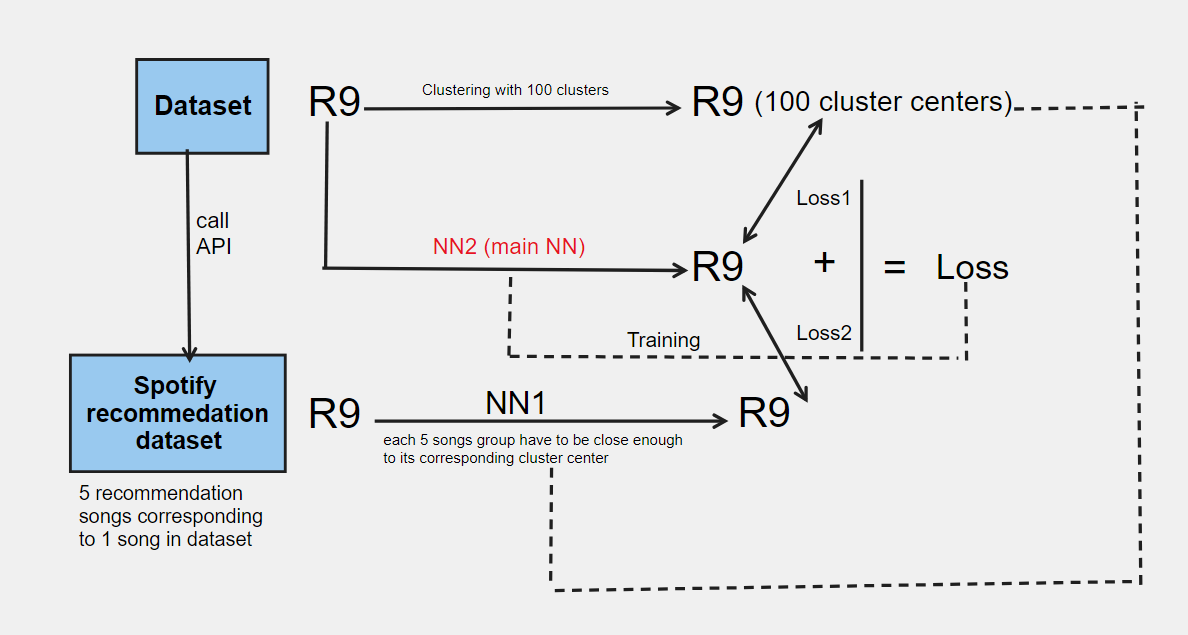 Dataset
R9
Clustering with 100 clusters
R9 (100 cluster centers)
call
API
NN2 (main NN)
R9
Loss1
+
= Loss
Loss2
Training
Spotify
recommedation
dataset
R9
NN1
R9
each 5 songs group have to be close enough
to its corresponding cluster center
5 recommendation
songs corresponding
to 1 song in dataset